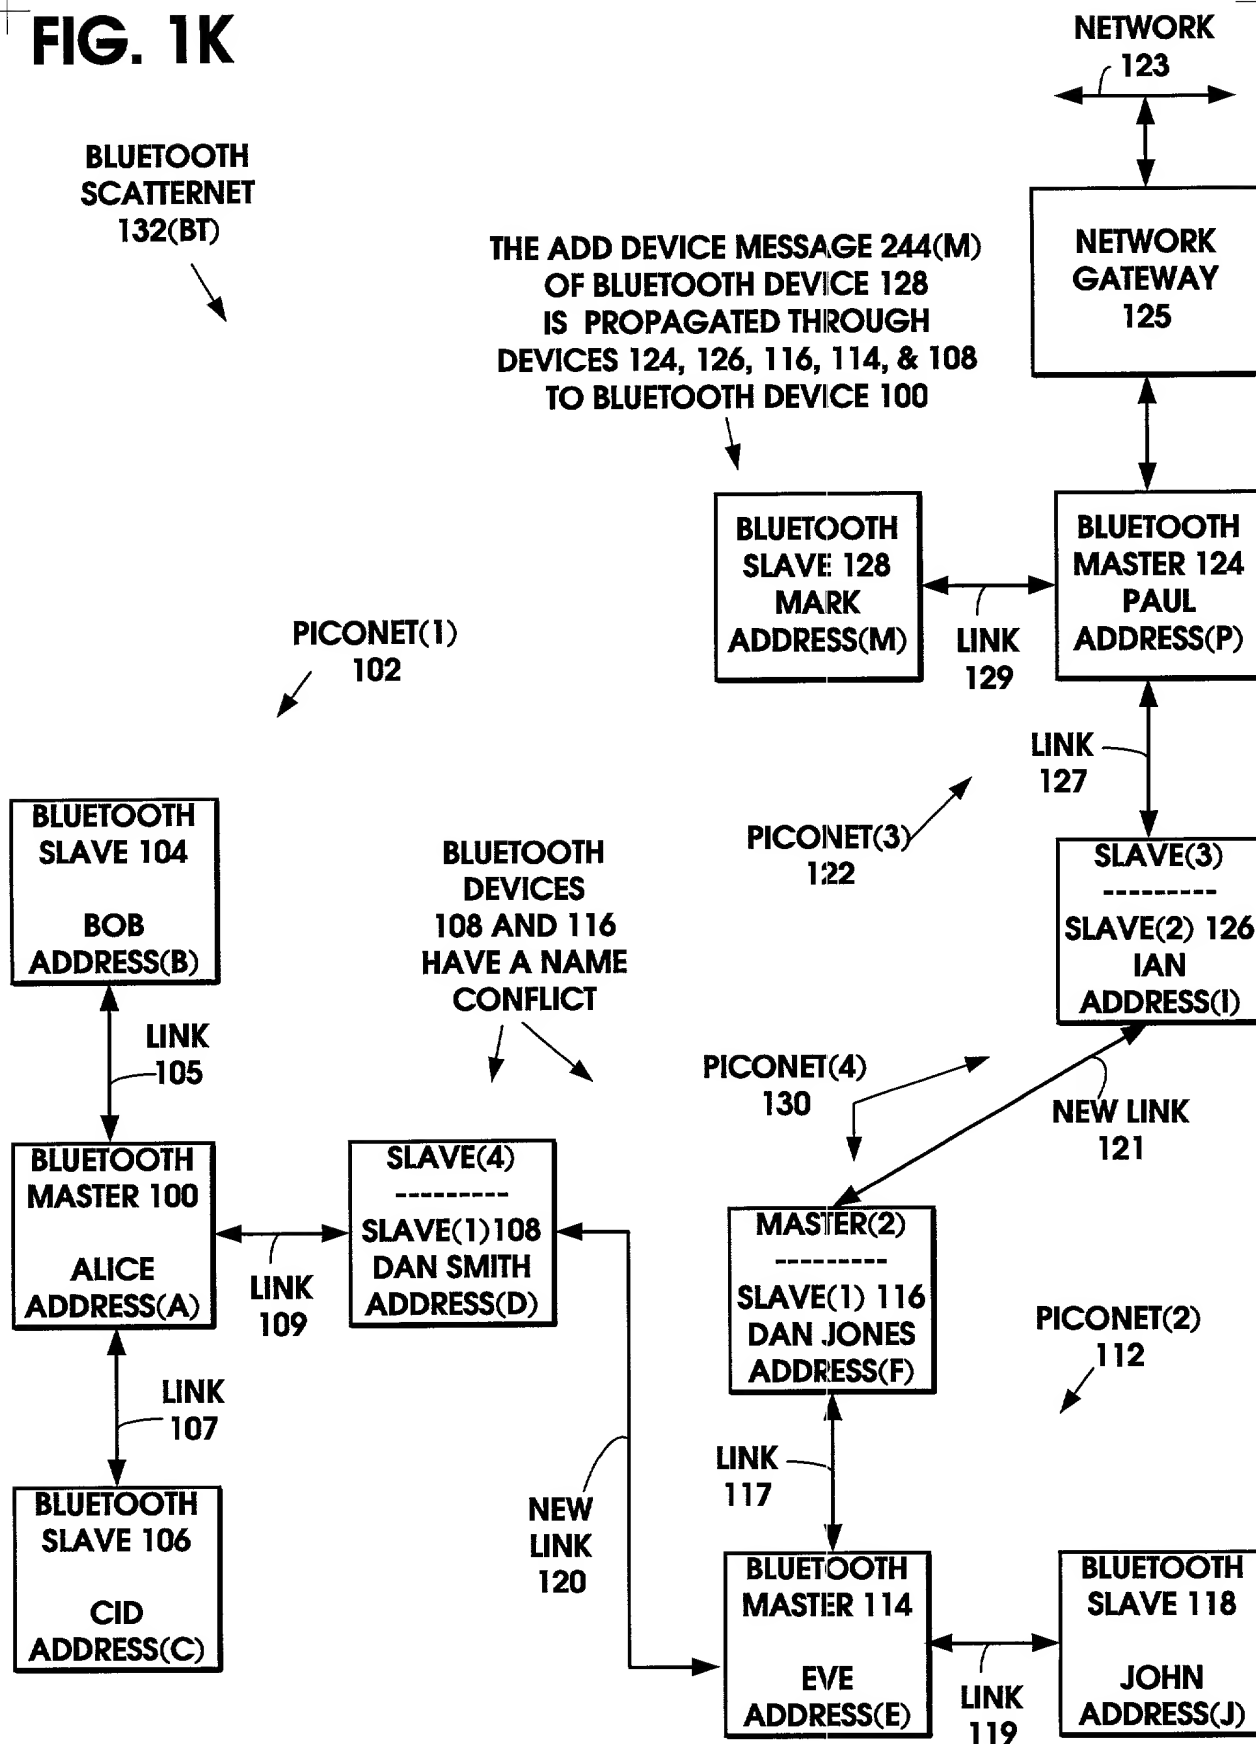 FIG. 1K
NETWORK
123
BLUETOOTH
SCATTERNET
132(BT)
NETWORK
GATEWAY
125
THE ADD DEVICE MESSAGE 244(M)
OF BLUETOOTH DEVICE 128
IS PROPAGATED THROUGH
DEVICES 124, 126, 116, 114, & 108
TO BLUETOOTH DEVICE 100
BLUETOOTH
SLAVE 128
MARK
ADDRESS(M)
LINK
129
BLUETOOTH
MASTER 124
PAUL
ADDRESS(P)
PICONET(1)
102
LINK
127
PICONET(3)
122
BLUETOOTH
SLAVE 104
BOB
ADDRESS(B)
BLUETOOTH
DEVICES
108 AND 116
HAVE A NAME
CONFLICT
SLAVE(3)
---------
SLAVE(2) 126
IAN
ADDRESS(I)
LINK
105
PICONET(4)
130
NEW LINK
121
BLUETOOTH
MASTER 100
ALICE
ADDRESS(A)
LINK
109
SLAVE(4)
---------
SLAVE(1)108
DAN SMITH
ADDRESS(D)
MASTER(2)
---------
SLAVE(1) 116
DAN JONES
ADDRESS(F)
PICONET(2)
112
LINK
107
LINK
117
BLUETOOTH
SLAVE 106
CID
ADDRESS(C)
NEW
LINK
120
BLUETOOTH
MASTER 114
EVE
ADDRESS(E)
LINK
119
BLUETOOTH
SLAVE 118
JOHN
ADDRESS(J)